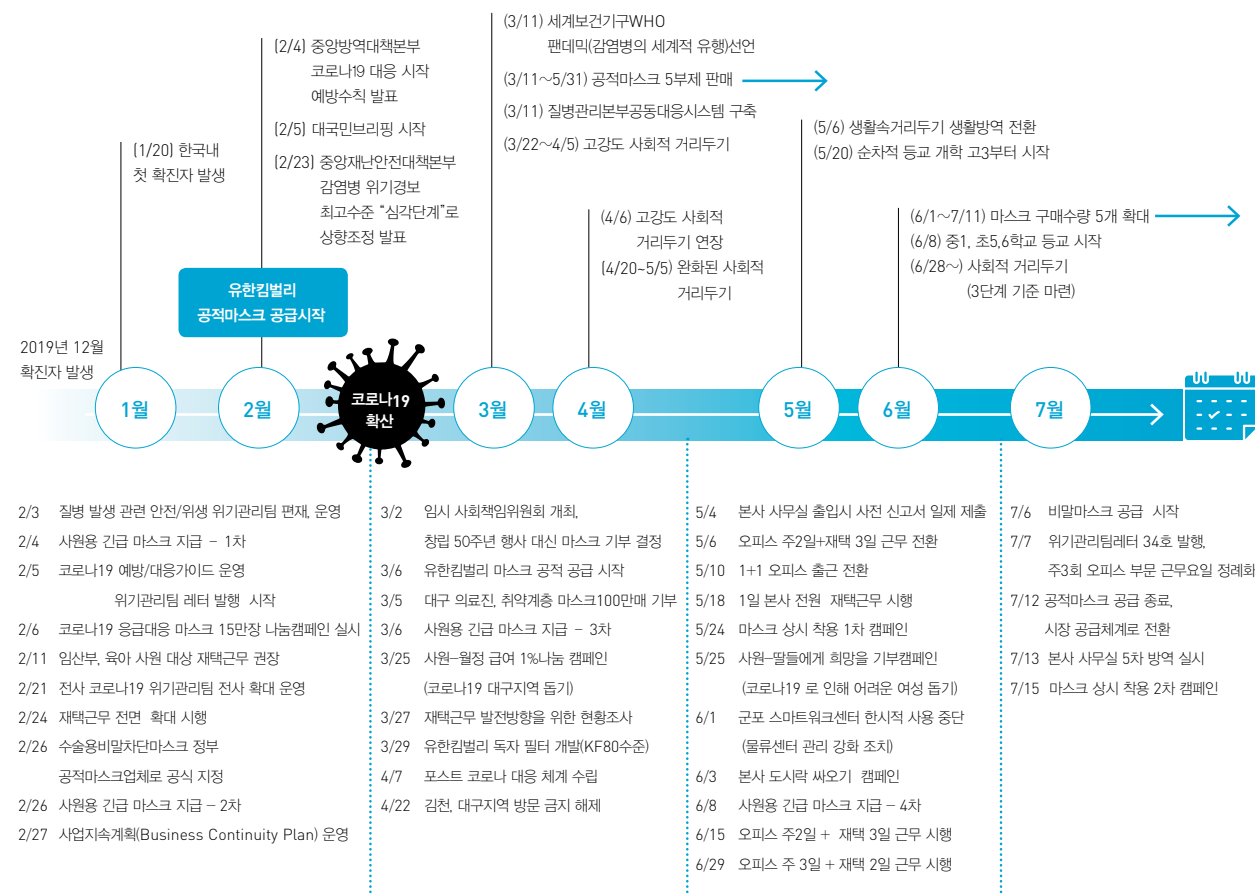 (1/20) 한국내
첫 확진자 발생
(2/4) 중앙방역대책본부
코로나19 대응 시작
예방수칙 발표
(2/5) 대국민브리핑 시작
(2/23) 중앙재난안전대책본부
감염병 위기경보
최고수준 “심각단계”로
상향조정 발표
유한킴벌리
공적마스크 공급시작
(3/11) 세계보건기구WHO
팬데믹(감염병의 세계적 유행)선언
(3/11～5/31) 공적마스크 5부제 판매
(3/11) 질병관리본부공동대응시스템 구축
(3/22～4/5) 고강도 사회적 거리두기
(4/6) 고강도 사회적
거리두기 연장
(4/20~5/5) 완화된 사회적
거리두기
(5/6) 생활속거리두기 생활방역 전환
(5/20) 순차적 등교 개학 고3부터 시작
(6/1～7/11) 마스크 구매수량 5개 확대
(6/8) 중1, 초5,6학교 등교 시작
(6/28～) 사회적 거리두기
(3단계 기준 마련)
2019년 12월
확진자 발생
1월
2월
코로나19
확산
3월
4월
5월
6월
7월
2/3 질병 발생 관련 안전/위생 위기관리팀 편재, 운영
2/4 사원용 긴급 마스크 지급 – 1차
2/5 코로나19 예방/대응가이드 운영
위기관리팀 레터 발행 시작
2/6 코로나19 응급대응 마스크 15만장 나눔캠페인 실시
2/11 임산부, 육아 사원 대상 재택근무 권장
2/21 전사 코로나19 위기관리팀 전사 확대 운영
2/24 재택근무 전면 확대 시행
2/26 수술용비말차단마스크 정부
공적마스크업체로 공식 지정
2/26 사원용 긴급 마스크 지급 – 2차
2/27 사업지속계획(Business Continuity Plan) 운영
3/2 임시 사회책임위원회 개최,
창립 50주년 행사 대신 마스크 기부 결정
3/6 유한킴벌리 마스크 공적 공급 시작
3/5 대구 의료진, 취약계층 마스크100만매 기부
3/6 사원용 긴급 마스크 지급 – 3차
3/25 사원–월정 급여 1%나눔 캠페인
(코로나19 대구지역 돕기)
3/27 재택근무 발전방향을 위한 현황조사
3/29 유한킴벌리 독자 필터 개발(KF80수준)
4/7 포스트 코로나 대응 체계 수립
4/22 김천, 대구지역 방문 금지 해제
5/4 본사 사무실 출입시 사전 신고서 일제 제출
5/6 오피스 주2일+재택 3일 근무 전환
5/10 1+1 오피스 출근 전환
5/18 1일 본사 전원 재택근무 시행
5/24 마스크 상시 착용 1차 캠페인
5/25 사원–딸들에게 희망을 기부캠페인
(코로나19 로 인해 어려운 여성 돕기)
6/1 군포 스마트워크센터 한시적 사용 중단
(물류센터 관리 강화 조치)
6/3 본사 도시락 싸오기 캠페인
6/8 사원용 긴급 마스크 지급 – 4차
6/15 오피스 주2일 + 재택 3일 근무 시행
6/29 오피스 주 3일 + 재택 2일 근무 시행
7/6 비말마스크 공급 시작
7/7 위기관리팀레터 34호 발행,
주3회 오피스 부문 근무요일 정례화
7/12 공적마스크 공급 종료,
시장 공급체계로 전환
7/13 본사 사무실 5차 방역 실시
7/15 마스크 상시 착용 2차 캠페인